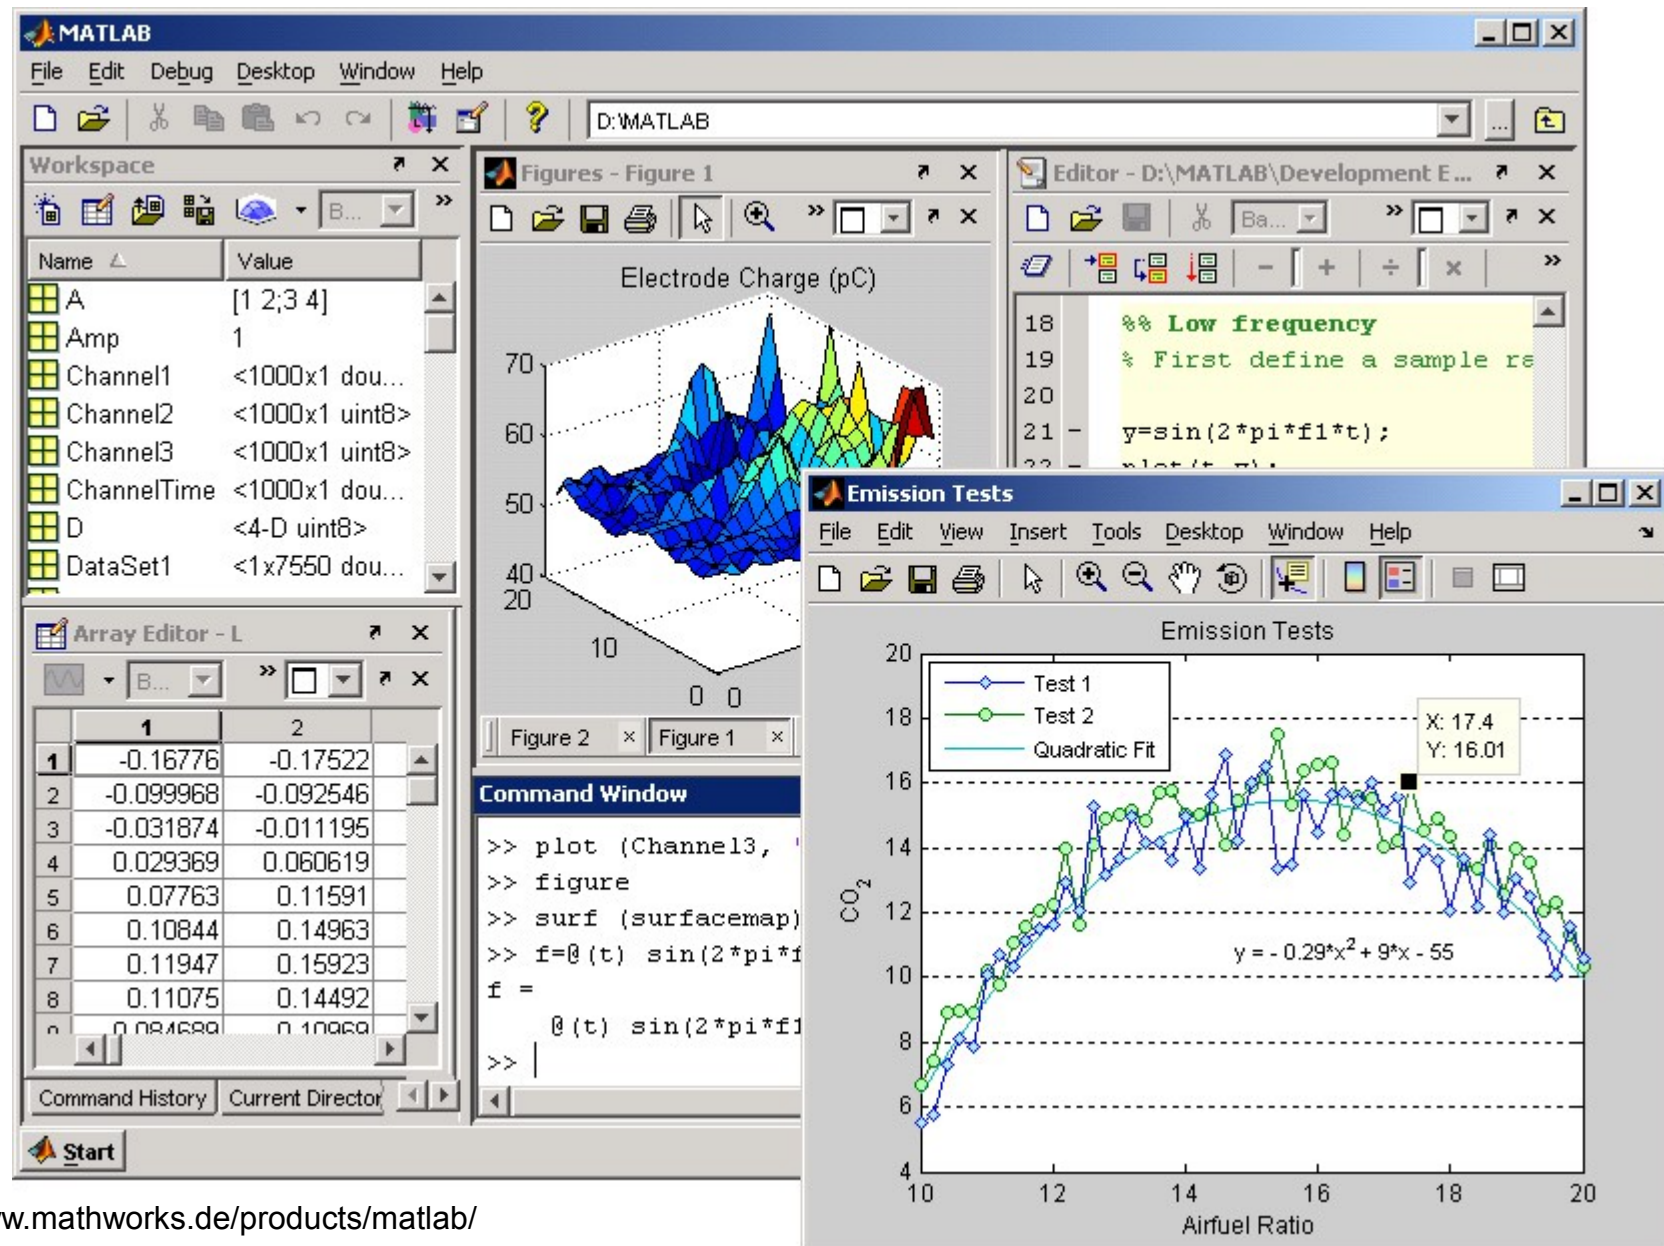 MATLAB
File Edit Debug Desktop Window Help
D:\MATLAB
Workspace
B...
Name Value
A [1 2;3 4]
Amp 1
Channel1 <1000x1 dou...
Channel2 <1000x1 uint8>
Channel3 <1000x1 uint8>
ChannelTime <1000x1 dou...
D <4-D uint8>
DataSet1 <1x7550 dou...
Array Editor - L
B...
1 2
1 -0.16776 -0.17522
2 -0.099968 -0.092546
3 -0.031874 -0.011195
4 0.029369 0.060619
5 0.07763 0.11591
6 0.10844 0.14963
7 0.11947 0.15923
8 0.11075 0.14492
9 0.084689 0.10969
Command History Current Director
Start
Figures - Figure 1
Electrode Charge (pC)
70
60
50
40
20
10
0 0
Figure 2 Figure 1
Command Window
>> plot (Channel3, '
>> figure
>> surf (surfacemap)
>> f=@(t) sin(2*pi*f
f =
@(t) sin(2*pi*f1
>>
Editor - D:\MATLAB\Development E...
Ba...
18 %% Low frequency
19 % First define a sample ra
20
21 - y=sin(2*pi*f1*t);
22 - plot(t,y);
Emission Tests
File Edit View Insert Tools Desktop Window Help
Emission Tests
Test 1
Test 2
Quadratic Fit
X: 17.4
Y: 16.01
y = - 0.29*x² + 9*x - 55
CO₂
20
18
16
14
12
10
8
6
4
10 12 14 16 18 20
Airfuel Ratio
w.mathworks.de/products/matlab/